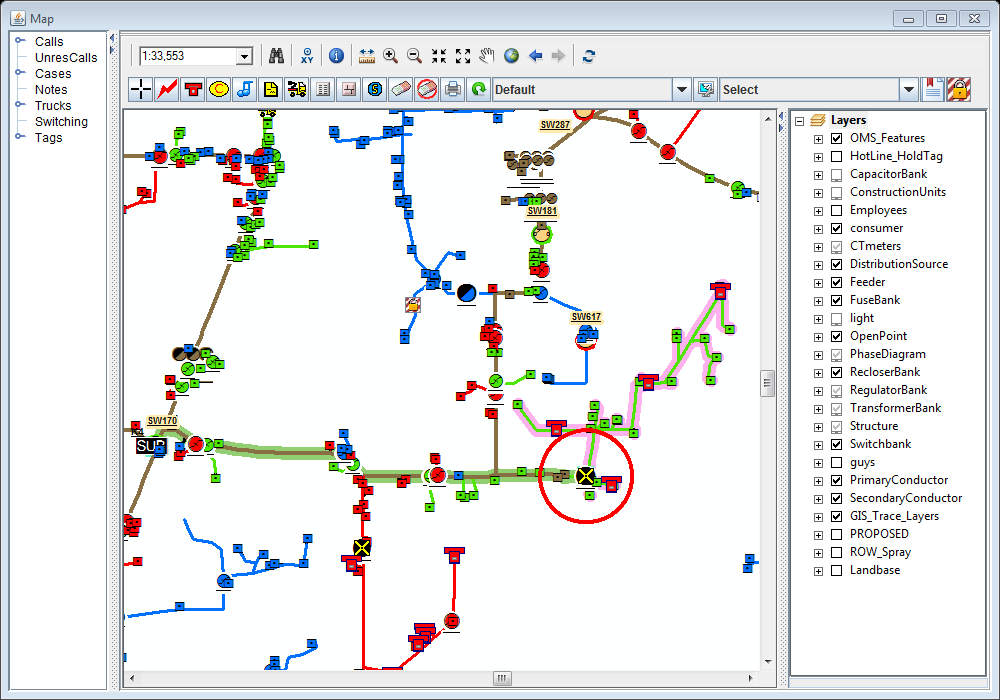 Map
Calls
UnresCalls
Cases
Notes
Trucks
Switching
Tags
1:33,553
XY
Default
Select
SW287
SW181
SW617
SW170
SUB
Layers
OMS_Features
HotLine_HoldTag
CapacitorBank
ConstructionUnits
Employees
consumer
CTmeters
DistributionSource
Feeder
FuseBank
light
OpenPoint
PhaseDiagram
RecloserBank
RegulatorBank
TransformerBank
Structure
Switchbank
guys
PrimaryConductor
SecondaryConductor
GIS_Trace_Layers
PROPOSED
ROW_Spray
Landbase